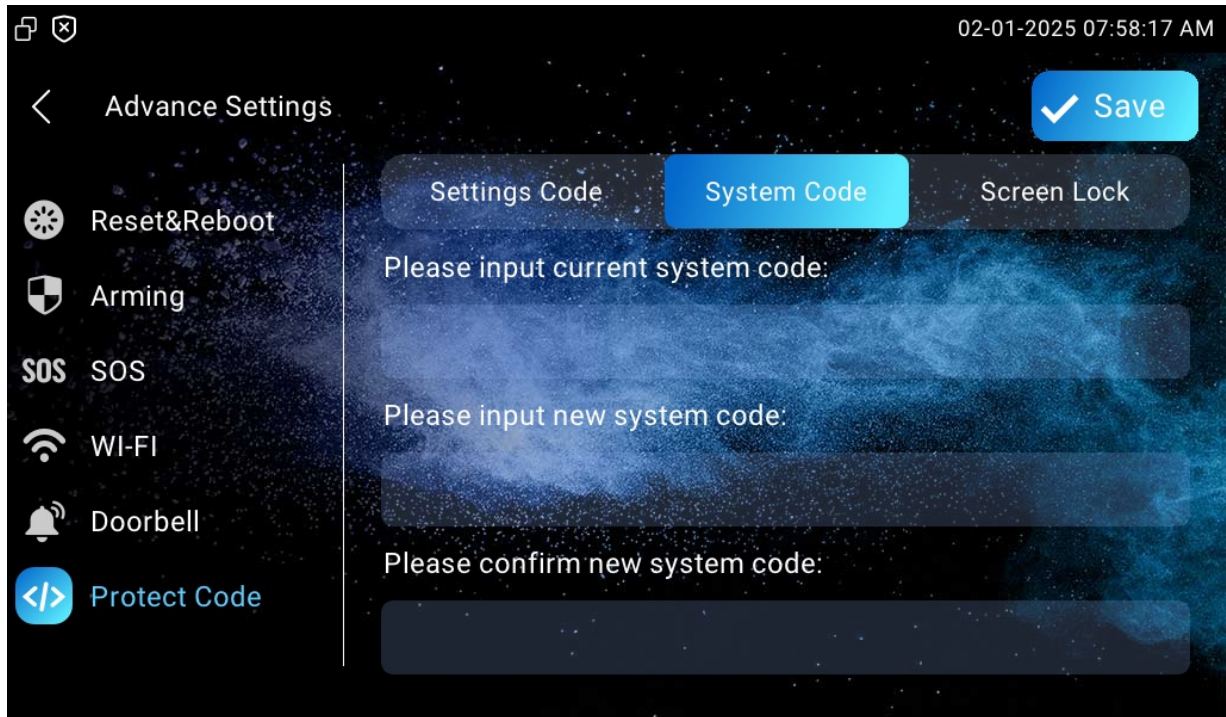 02-01-2025 07:58:17 AM
Advance Settings
Save
Reset&Reboot
Arming
SOS SOS
WI-FI
Doorbell
</> Protect Code
Settings Code
System Code
Screen Lock
Please input current system code:
Please input new system code:
Please confirm new system code: